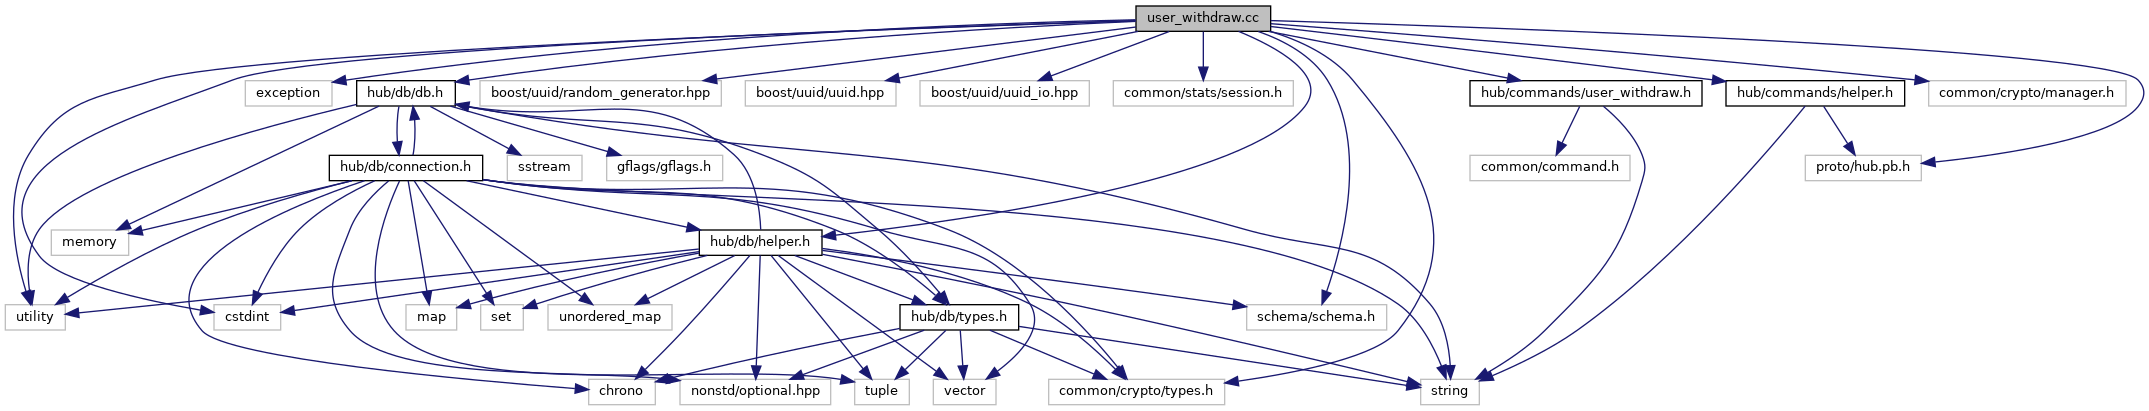 user_withdraw.cc
exception
hub/db/db.h
boost/uuid/random_generator.hpp
boost/uuid/uuid.hpp
boost/uuid/uuid_io.hpp
common/stats/session.h
hub/commands/user_withdraw.h
hub/commands/helper.h
common/crypto/manager.h
hub/db/connection.h
sstream
gflags/gflags.h
common/command.h
proto/hub.pb.h
memory
hub/db/helper.h
utility
cstdint
map
set
unordered_map
hub/db/types.h
schema/schema.h
chrono
nonstd/optional.hpp
tuple
vector
common/crypto/types.h
string